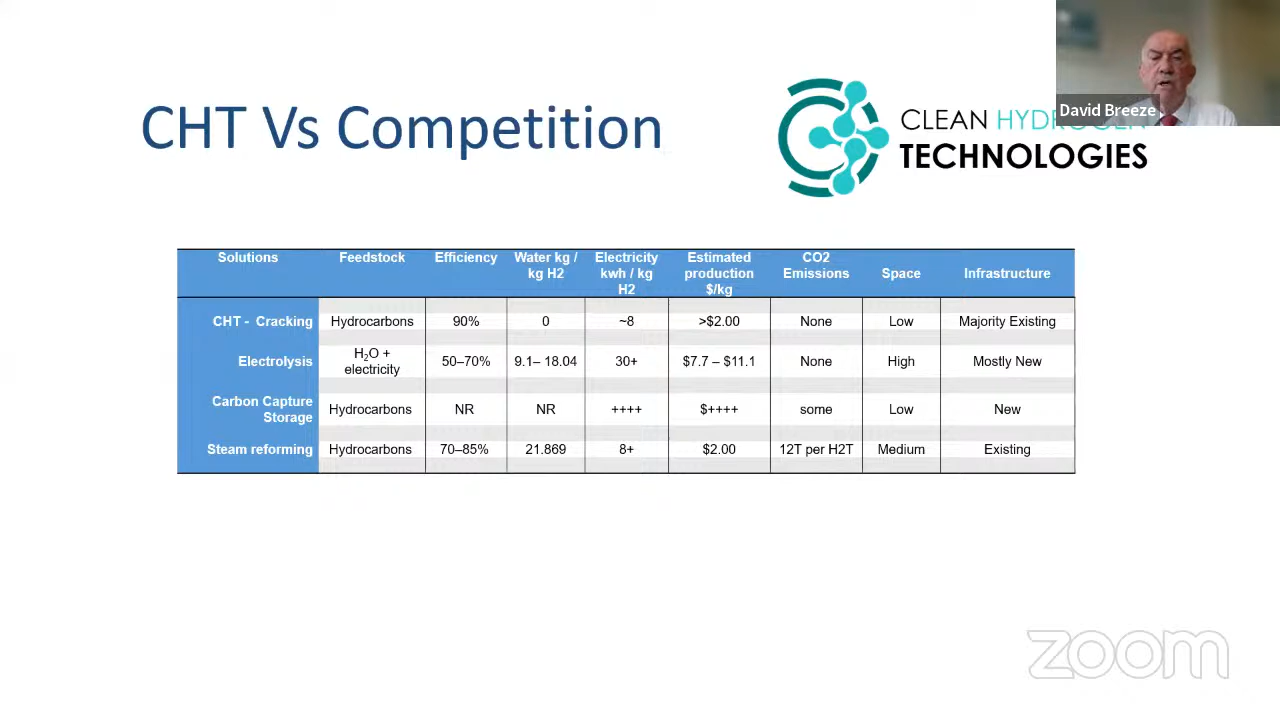 CHT Vs Competition
CLEAN HYDROGEN
TECHNOLOGIES
David Breeze
Solutions Feedstock Efficiency Water kg / kg H2 Electricity kwh / kg H2 Estimated production $/kg CO2 Emissions Space Infrastructure
CHT - Cracking Hydrocarbons 90% 0 ~8 >$2.00 None Low Majority Existing
Electrolysis H₂O + electricity 50–70% 9.1– 18.04 30+ $7.7 – $11.1 None High Mostly New
Carbon Capture Storage Hydrocarbons NR NR ++++ $++++ some Low New
Steam reforming Hydrocarbons 70–85% 21.869 8+ $2.00 12T per H2T Medium Existing
zoom